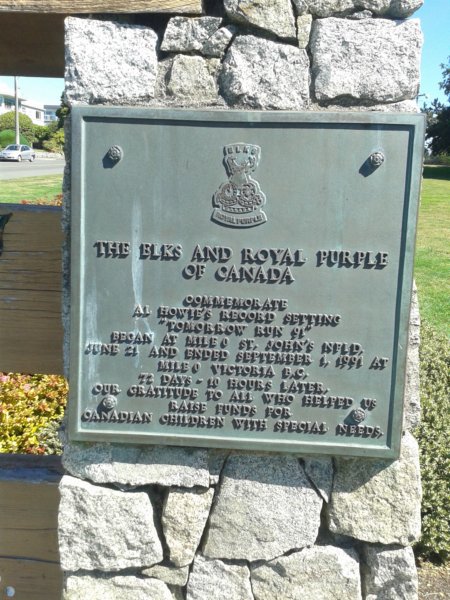 ELKS
CANADA
ROYAL PURPLE
THE ELKS AND ROYAL PURPLE
OF CANADA
COMMEMORATE
AL HOWIE'S RECORD SETTING
"TOMORROW RUN 91"
BEGAN AT MILE 0 ST. JOHN'S NFLD.
JUNE 21 AND ENDED SEPTEMBER 1, 1991 AT
MILE 0 VICTORIA B.C.
72 DAYS - 10 HOURS LATER.
OUR GRATITUDE TO ALL WHO HELPED US
RAISE FUNDS FOR
CANADIAN CHILDREN WITH SPECIAL NEEDS.